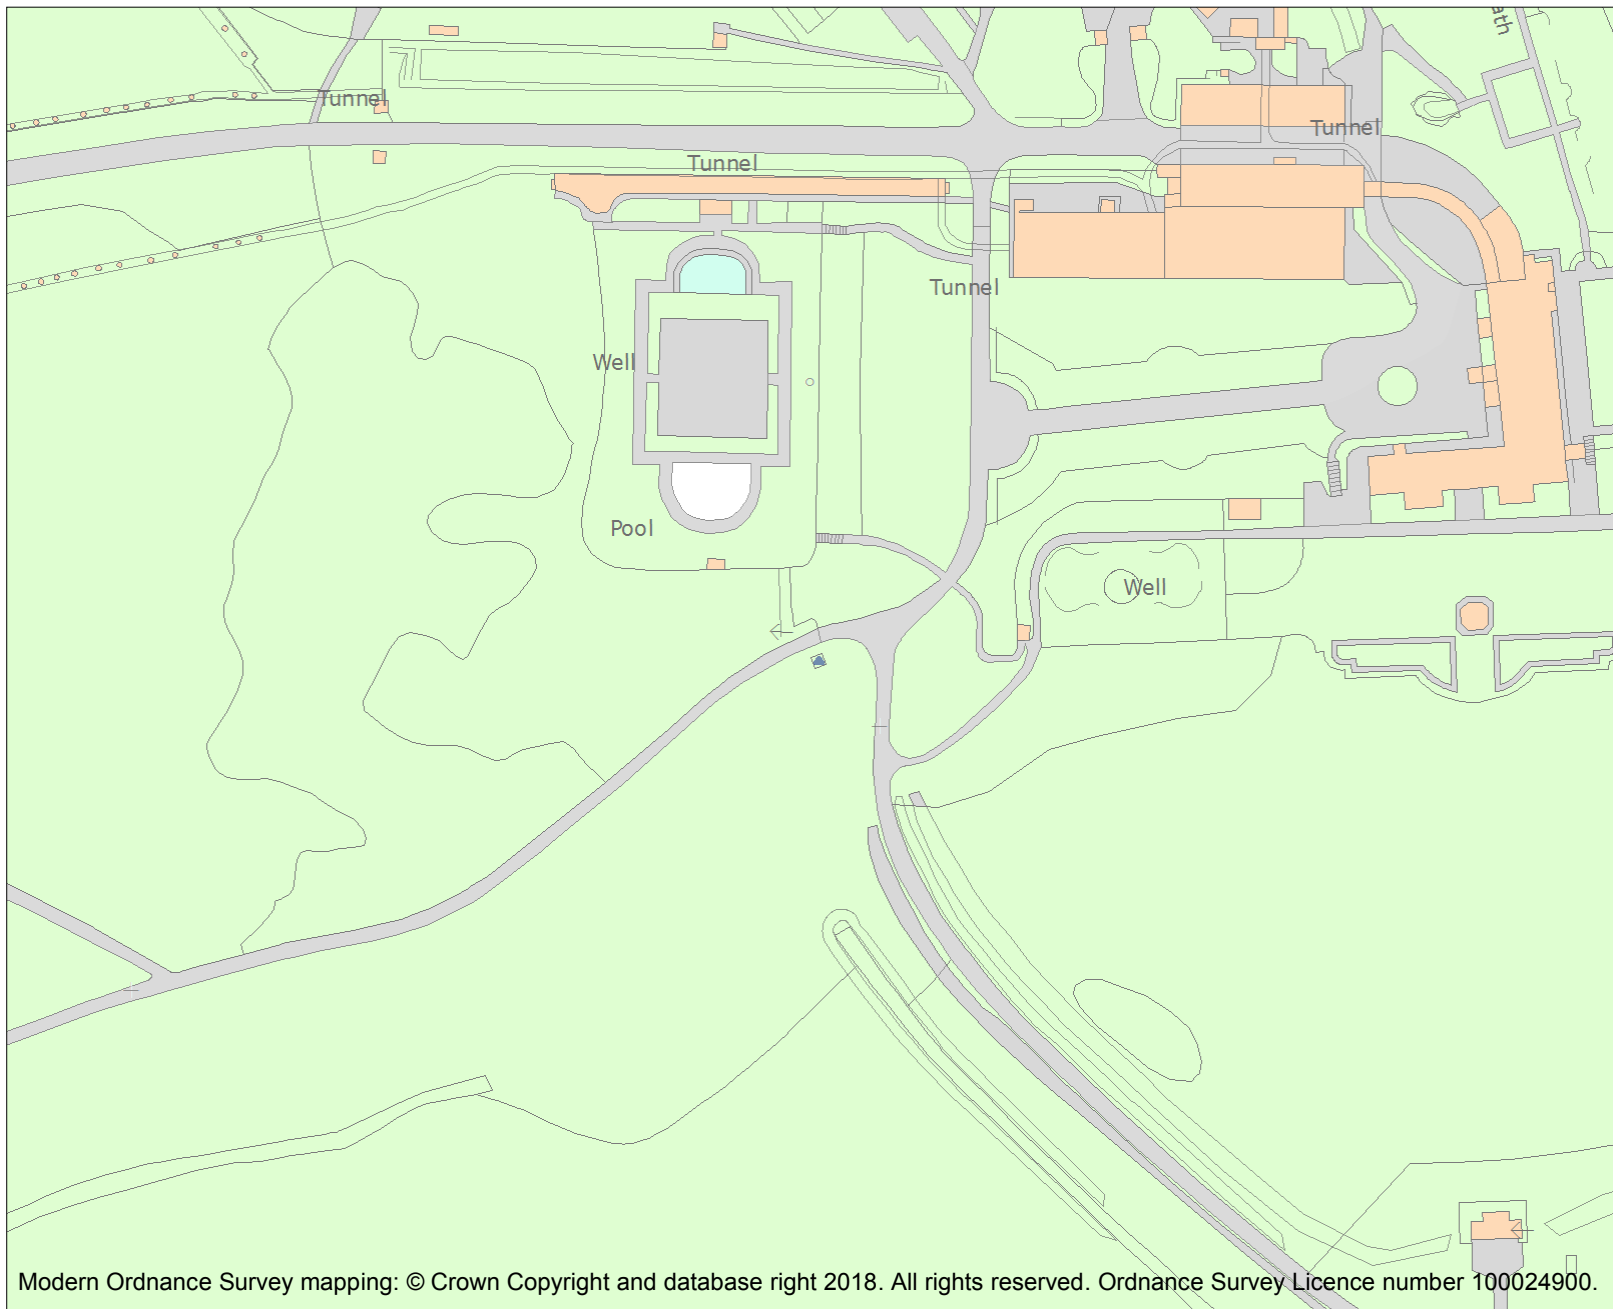 Tunnel
Tunnel
Tunnel
Tunnel
Well
Pool
Well
Modern Ordnance Survey mapping: © Crown Copyright and database right 2018. All rights reserved. Ordnance Survey Licence number 100024900.